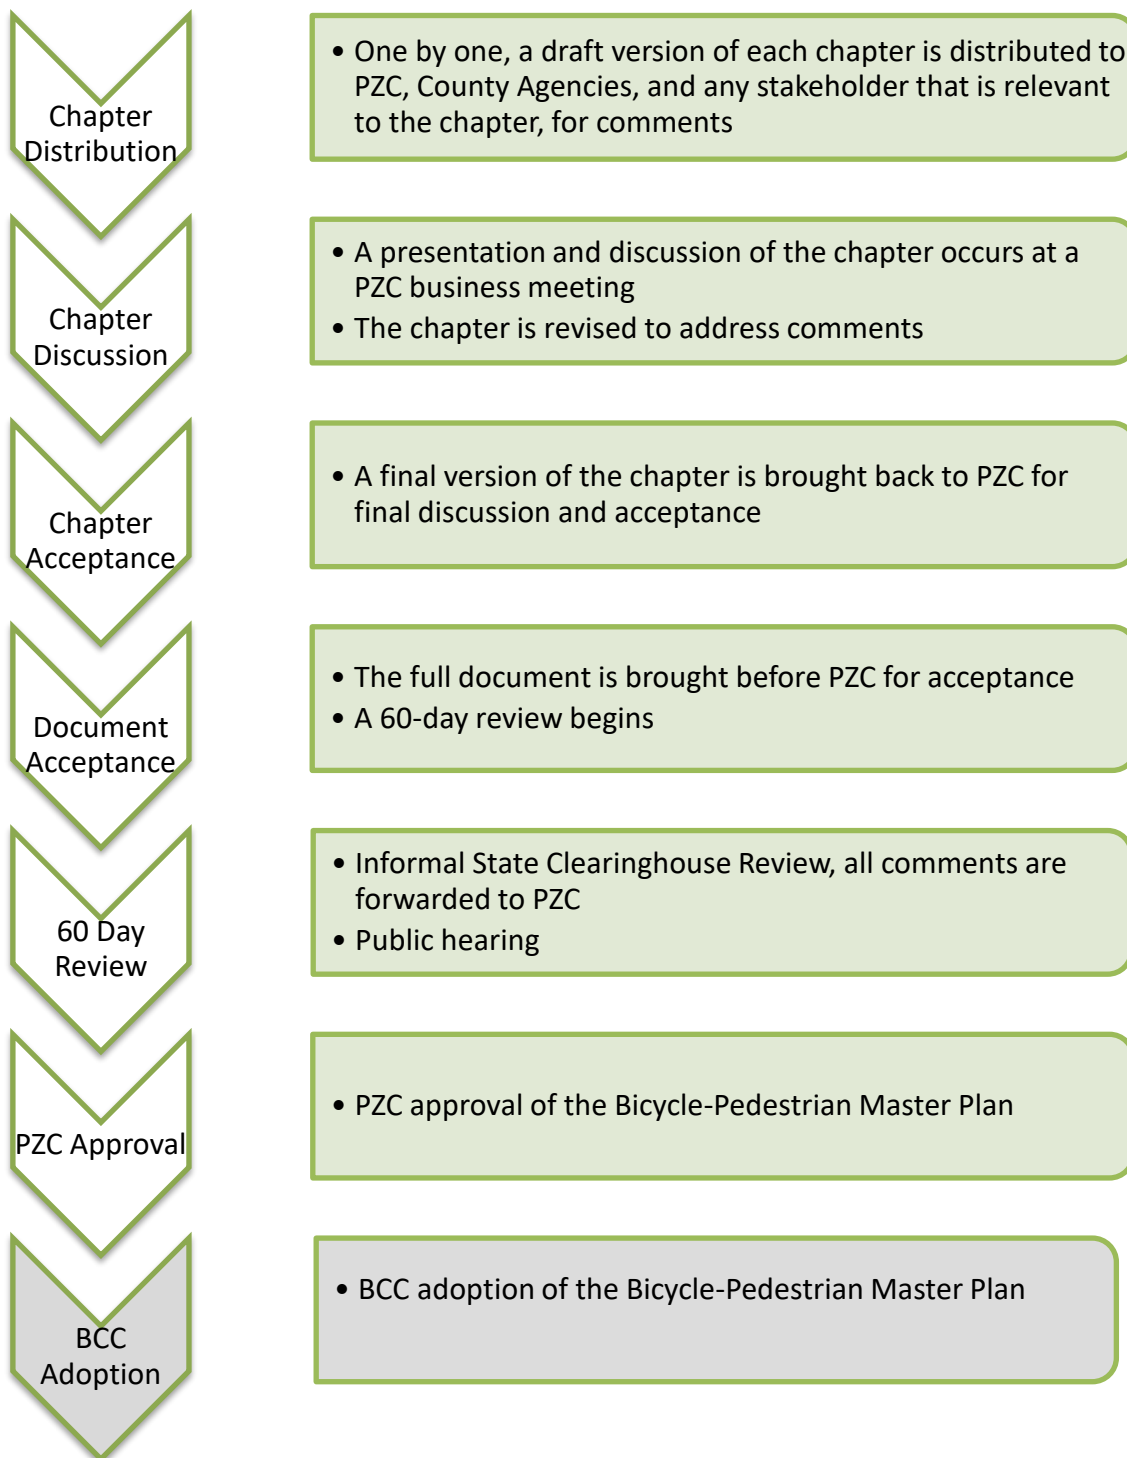 Chapter
Distribution
• One by one, a draft version of each chapter is distributed to
PZC, County Agencies, and any stakeholder that is relevant
to the chapter, for comments
Chapter
Discussion
• A presentation and discussion of the chapter occurs at a
PZC business meeting
• The chapter is revised to address comments
Chapter
Acceptance
• A final version of the chapter is brought back to PZC for
final discussion and acceptance
Document
Acceptance
• The full document is brought before PZC for acceptance
• A 60-day review begins
60 Day
Review
• Informal State Clearinghouse Review, all comments are
forwarded to PZC
• Public hearing
PZC Approval
• PZC approval of the Bicycle-Pedestrian Master Plan
BCC
Adoption
• BCC adoption of the Bicycle-Pedestrian Master Plan